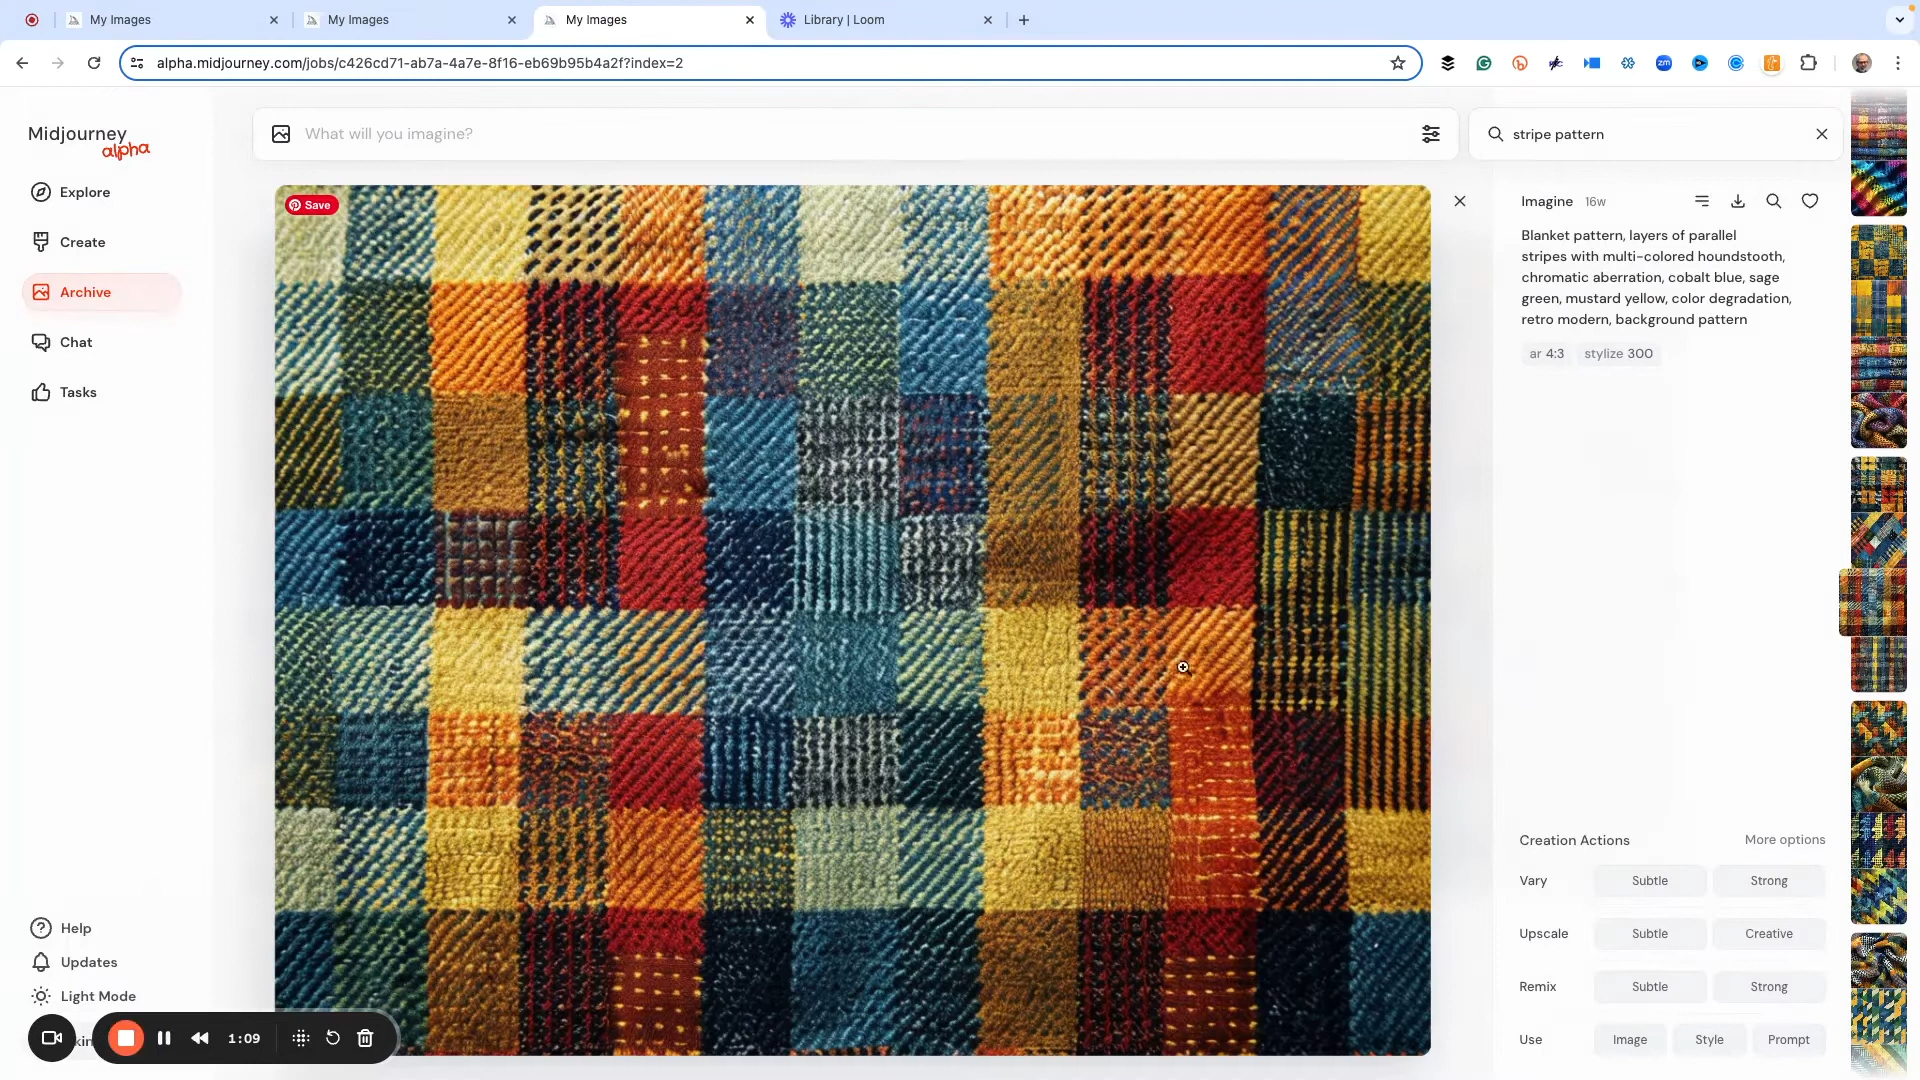 My Images
My Images
My Images
Library | Loom
alpha.midjourney.com/jobs/c426cd71-ab7a-4a7e-8f16-eb69b95b4a2f?index=2
zm
Midjourney
alpha
What will you imagine?
stripe pattern
Explore
Create
Archive
Chat
Tasks
Save
Imagine 16w
Blanket pattern, layers of parallel
stripes with multi-colored houndstooth,
chromatic aberration, cobalt blue, sage
green, mustard yellow, color degradation,
retro modern, background pattern
ar 4:3 stylize 300
Creation Actions More options
Vary Subtle Strong
Upscale Subtle Creative
Remix Subtle Strong
Use Image Style Prompt
Help
Updates
Light Mode
1:09